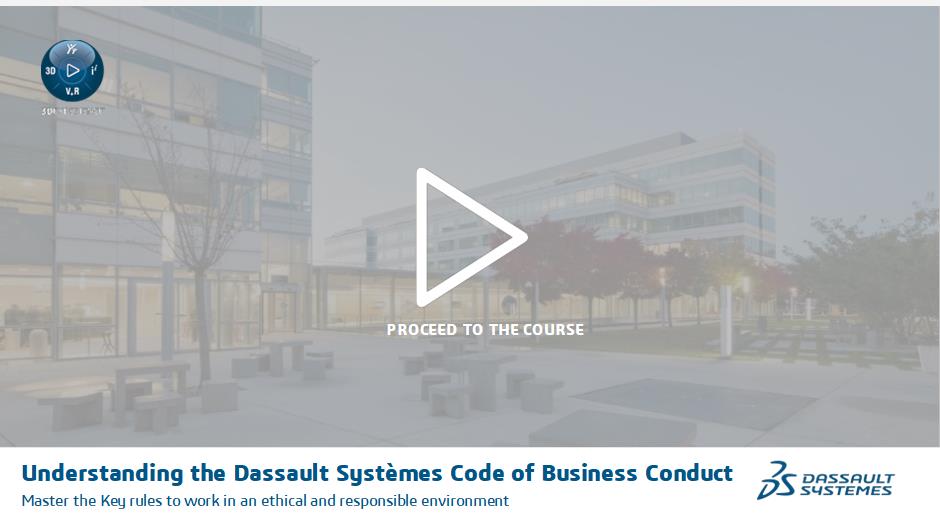 3D
i²
V,R
PROCEED TO THE COURSE
Understanding the Dassault Systèmes Code of Business Conduct
Master the Key rules to work in an ethical and responsible environment
DASSAULT
SYSTEMES